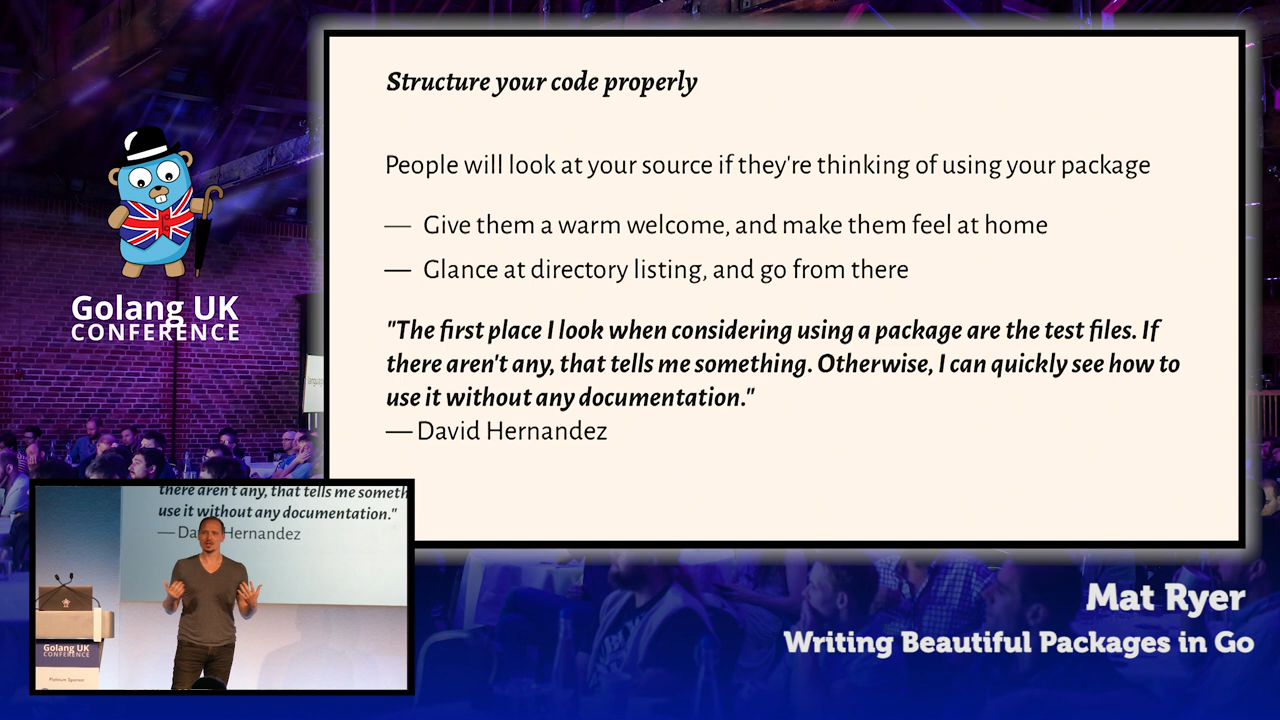 Structure your code properly
People will look at your source if they're thinking of using your package
— Give them a warm welcome, and make them feel at home
— Glance at directory listing, and go from there
"The first place I look when considering using a package are the test files. If
there aren't any, that tells me something. Otherwise, I can quickly see how to
use it without any documentation."
— David Hernandez
Golang UK
CONFERENCE
there aren't any, that tells me someth
use it without any documentation."
— Da Hernandez
Golang UK
CONFERENCE
Platinum Sponsor
Mat Ryer
Writing Beautiful Packages in Go